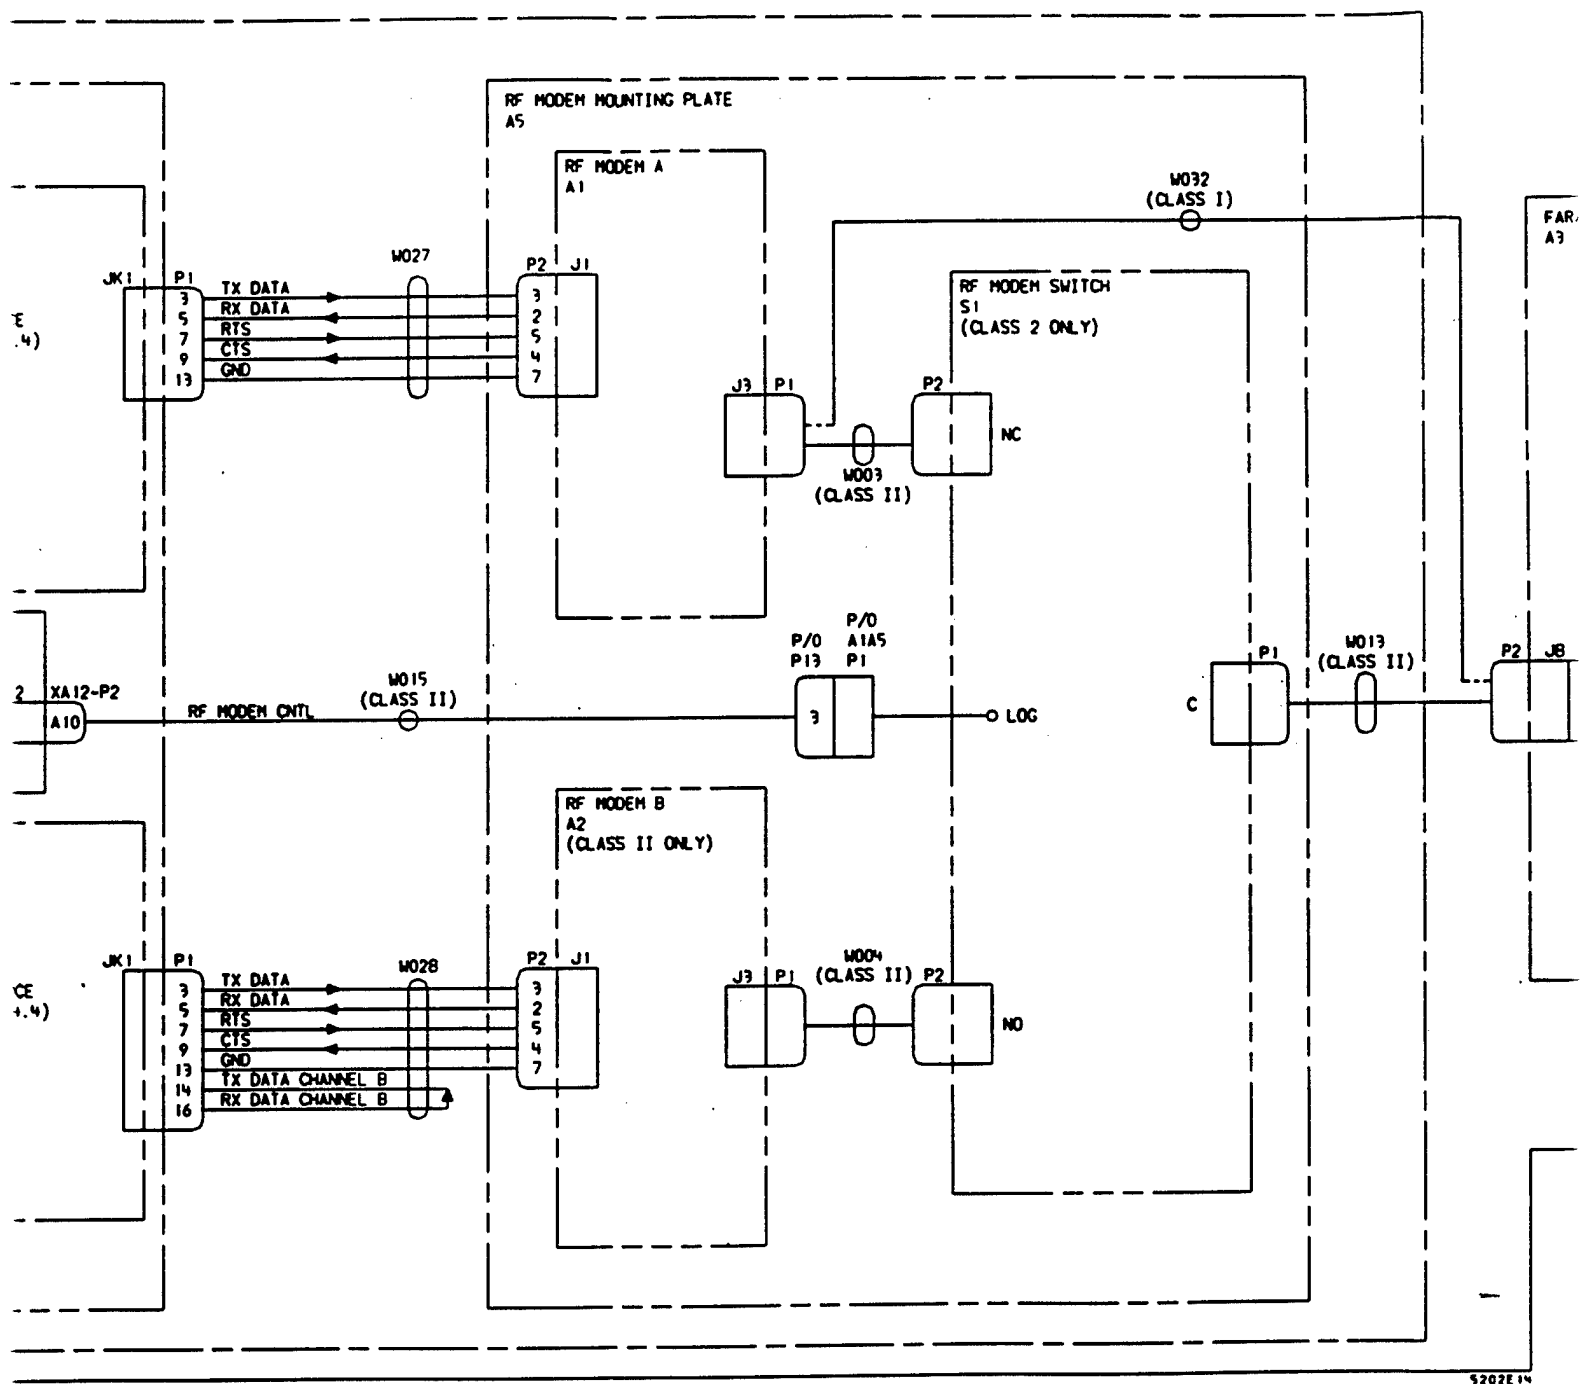 RF MODEM MOUNTING PLATE
A5
RF MODEM A
A1
W032
(CLASS I)
FAR
A3
W027
JK1 P1
P2 J1
TX DATA
RX DATA
RTS
CTS
GND
3
5
7
9
13
3
2
5
4
7
RF MODEM SWITCH
S1
(CLASS 2 ONLY)
E
.4)
J3 P1
P2
NC
W003
(CLASS II)
P/O
P13
P/O
A1A5
P1
3
LOG
2 XA12-P2
A10
RF MODEM CNTL
W015
(CLASS II)
C
P1
W013
(CLASS II)
P2 J8
RF MODEM B
A2
(CLASS II ONLY)
CE
.4)
JK1 P1
W028
P2 J1
TX DATA
RX DATA
RTS
CTS
GND
TX DATA CHANNEL B
RX DATA CHANNEL B
3
5
7
9
13
14
16
3
2
5
4
7
J3 P1
W004
(CLASS II)
P2
NO
5202E14